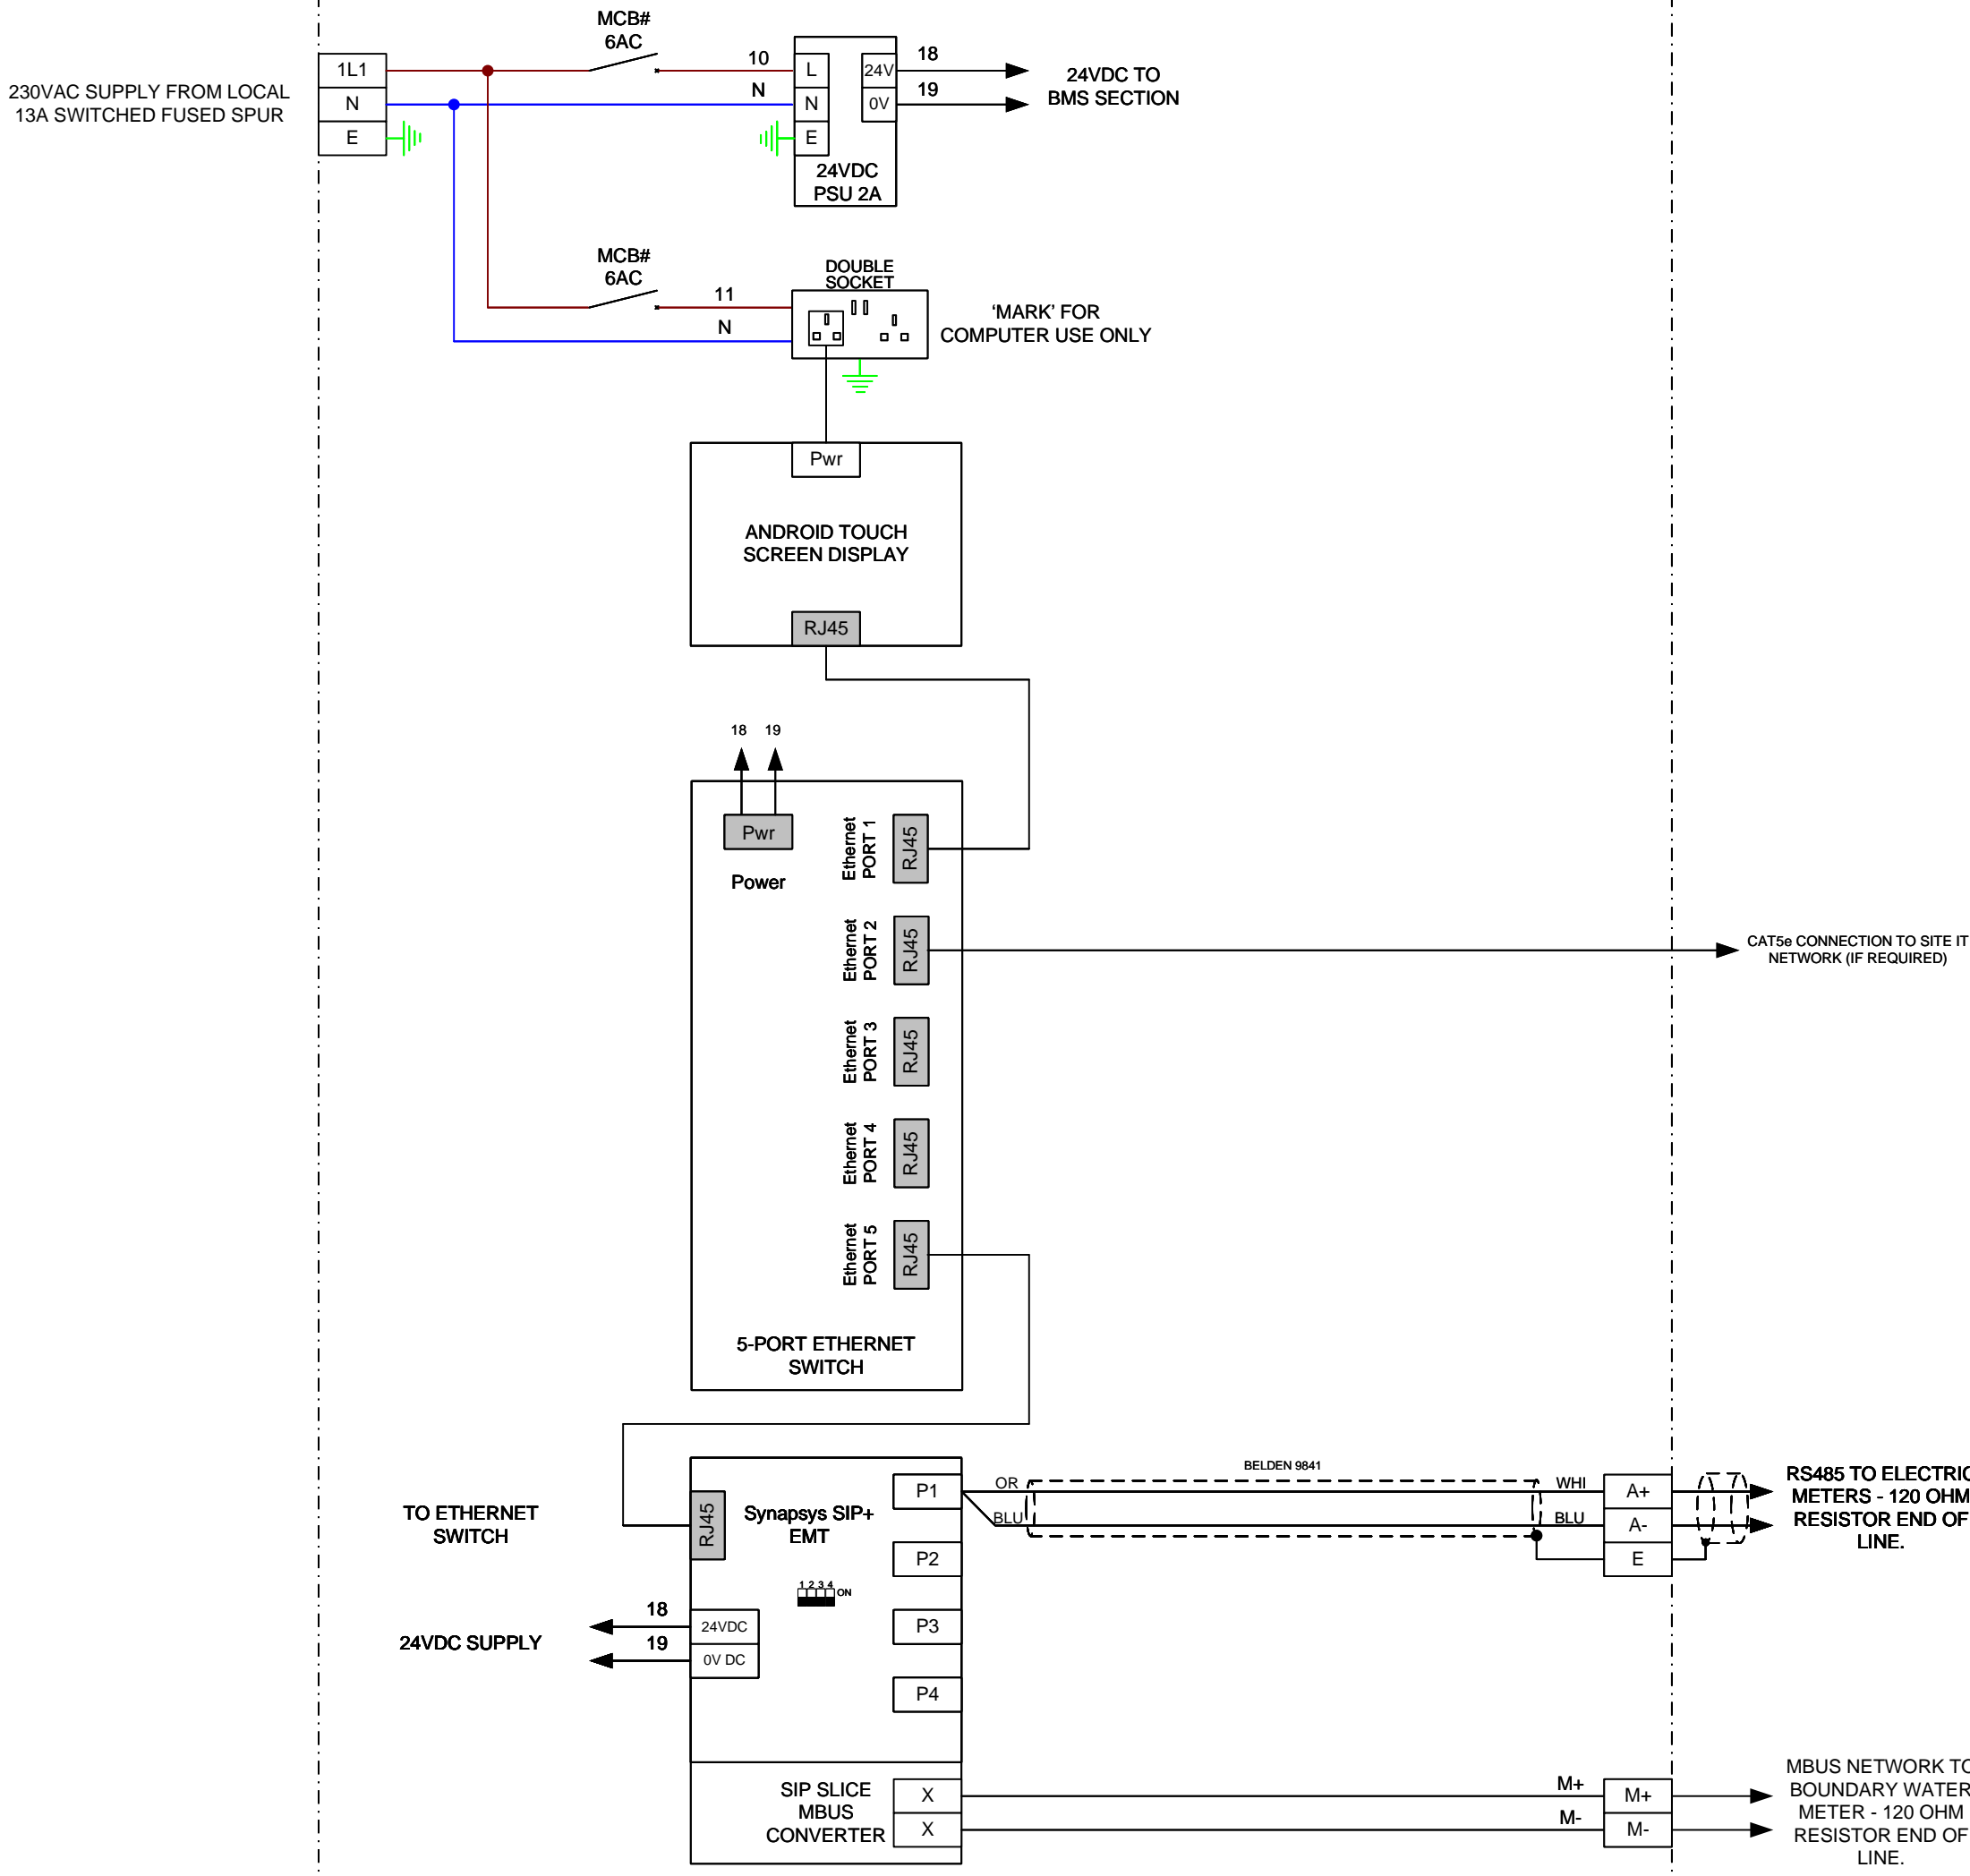 MCB#
6AC
230VAC SUPPLY FROM LOCAL
13A SWITCHED FUSED SPUR
1L1
N
E
10
N
L
N
E
24V
0V
18
19
24VDC
PSU 2A
24VDC TO
BMS SECTION
MCB#
6AC
11
N
DOUBLE
SOCKET
'MARK' FOR
COMPUTER USE ONLY
Pwr
ANDROID TOUCH
SCREEN DISPLAY
RJ45
18 19
Pwr
Power
Ethernet
PORT 1
RJ45
Ethernet
PORT 2
RJ45
CAT5e CONNECTION TO SITE IT
NETWORK (IF REQUIRED)
Ethernet
PORT 3
RJ45
Ethernet
PORT 4
RJ45
Ethernet
PORT 5
RJ45
5-PORT ETHERNET
SWITCH
TO ETHERNET
SWITCH
RJ45
Synapsys SIP+
EMT
1 2 3 4
ON
P1
P2
P3
P4
OR
BLU
BELDEN 9841
WHI
BLU
A+
A-
E
RS485 TO ELECTRIC
METERS - 120 OHM
RESISTOR END OF
LINE.
24VDC SUPPLY
18
19
24VDC
0V DC
SIP SLICE
MBUS
CONVERTER
X
X
M+
M-
M+
M-
MBUS NETWORK TO
BOUNDARY WATER
METER - 120 OHM
RESISTOR END OF
LINE.